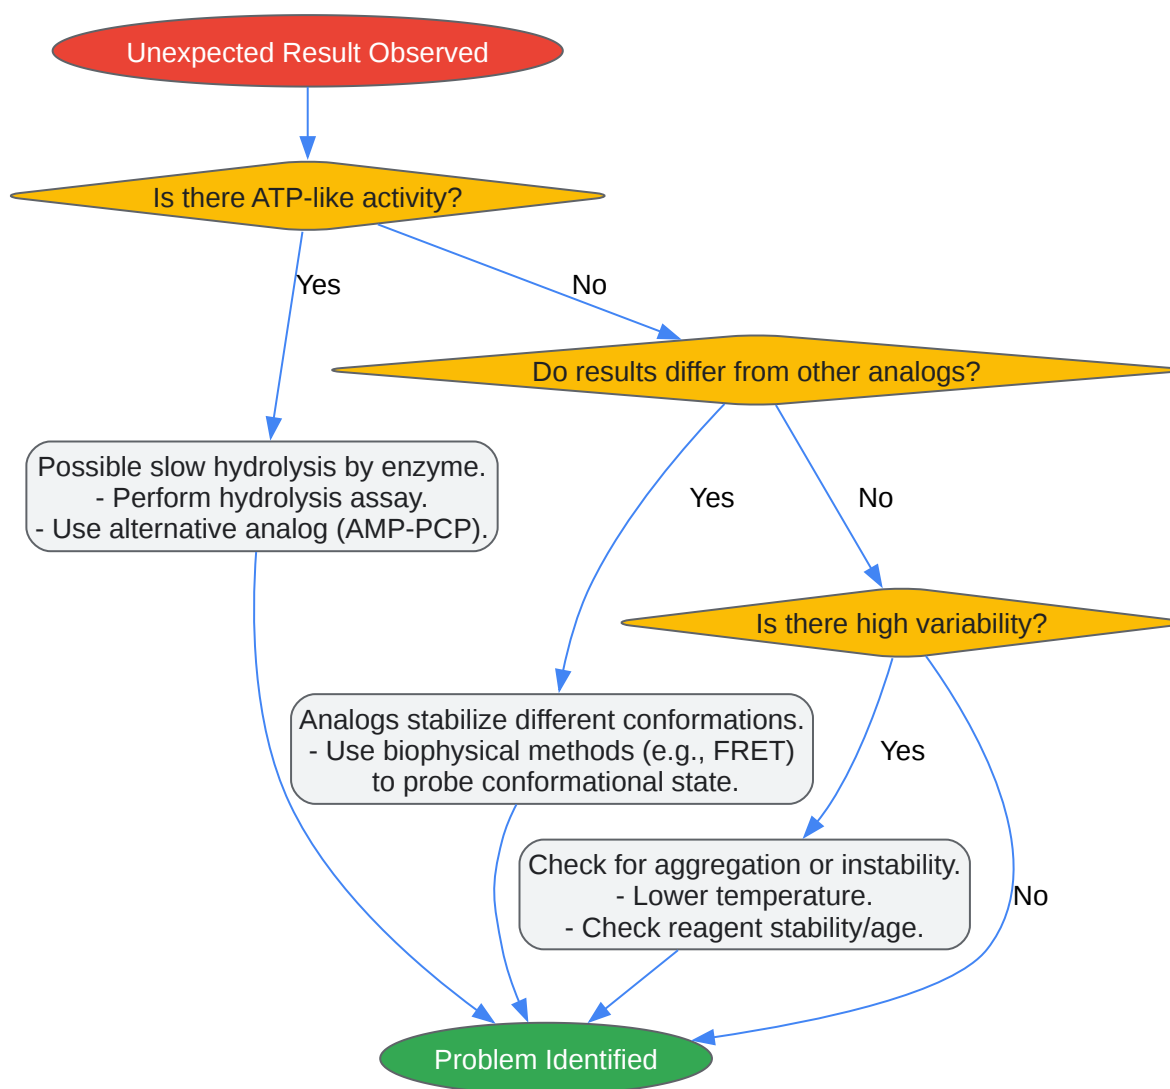 Unexpected Result Observed
Is there ATP-like activity?
Yes
No
Do results differ from other analogs?
Possible slow hydrolysis by enzyme.
- Perform hydrolysis assay.
- Use alternative analog (AMP-PCP).
Yes
No
Is there high variability?
Analogs stabilize different conformations.
- Use biophysical methods (e.g., FRET)
to probe conformational state.
Yes
Check for aggregation or instability.
- Lower temperature.
- Check reagent stability/age.
No
Problem Identified